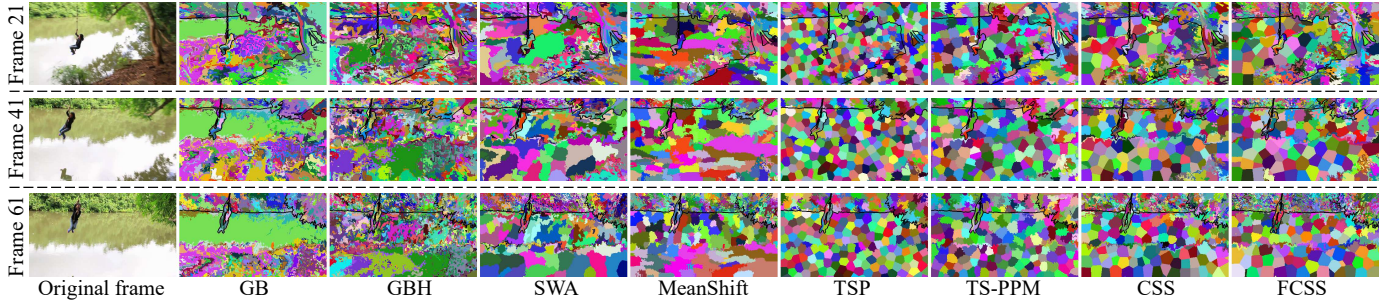 Frame 21
Frame 41
Frame 61
Original frame GB GBH SWA MeanShift TSP TS-PPM CSS FCSS